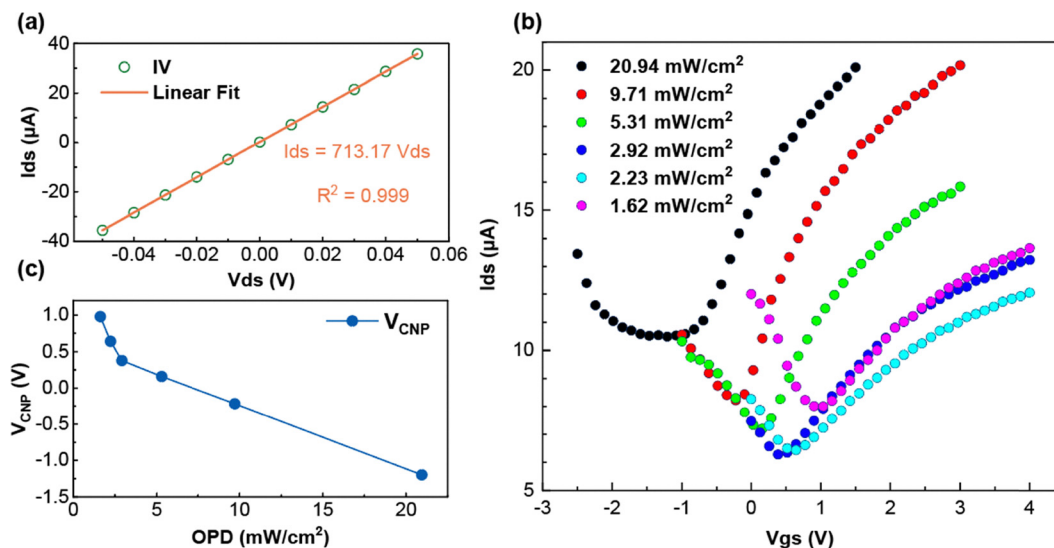 (a)
40
20
0
-20
-40
Ids (μA)
IV
Linear Fit
Ids = 713.17 Vds
R² = 0.999
-0.04 -0.02 0.00 0.02 0.04 0.06
Vds (V)
(c)
1.0
0.5
0.0
-0.5
-1.0
-1.5
V_CNP (V)
V_CNP
0 5 10 15 20
OPD (mW/cm²)
(b)
20
15
10
5
Ids (μA)
20.94 mW/cm²
9.71 mW/cm²
5.31 mW/cm²
2.92 mW/cm²
2.23 mW/cm²
1.62 mW/cm²
-3 -2 -1 0 1 2 3 4
Vgs (V)